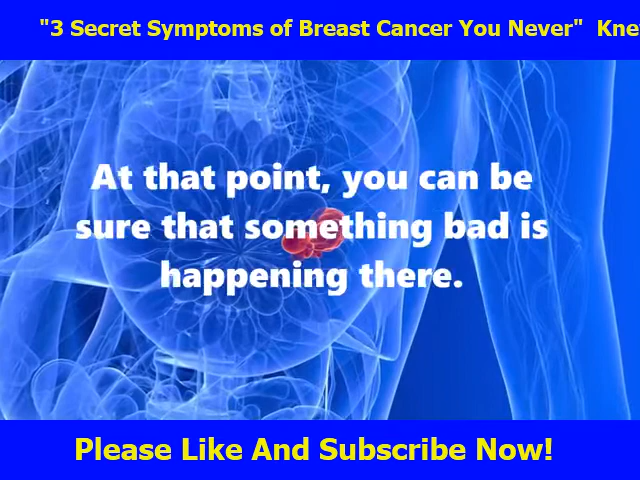 "3 Secret Symptoms of Breast Cancer You Never" Kne
At that point, you can be
sure that something bad is
happening there.
Please Like And Subscribe Now!